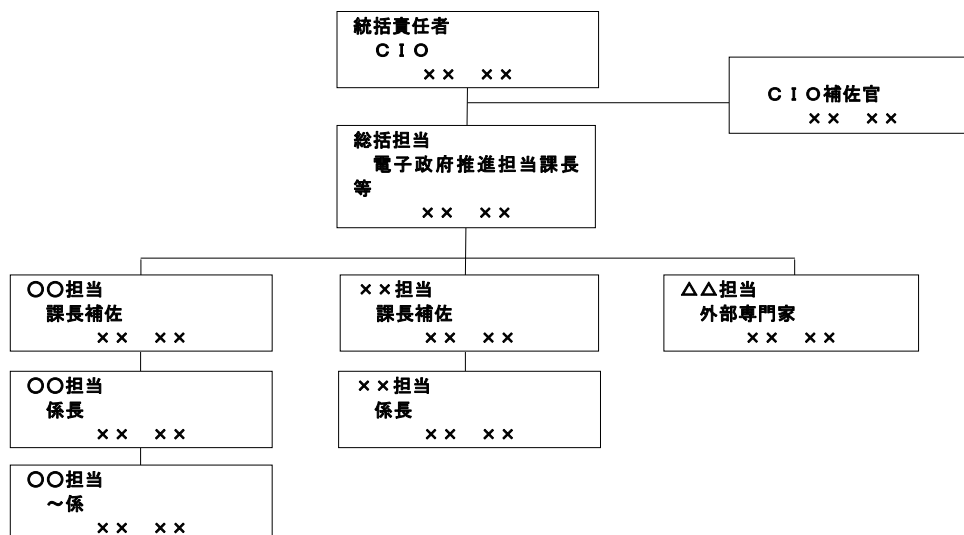 統括責任者
ＣＩＯ
×× ××
ＣＩＯ補佐官
×× ××
総括担当
電子政府推進担当課長
等
×× ××
○○担当
課長補佐
×× ××
××担当
課長補佐
×× ××
△△担当
外部専門家
×× ××
○○担当
係長
×× ××
××担当
係長
×× ××
○○担当
～係
×× ××